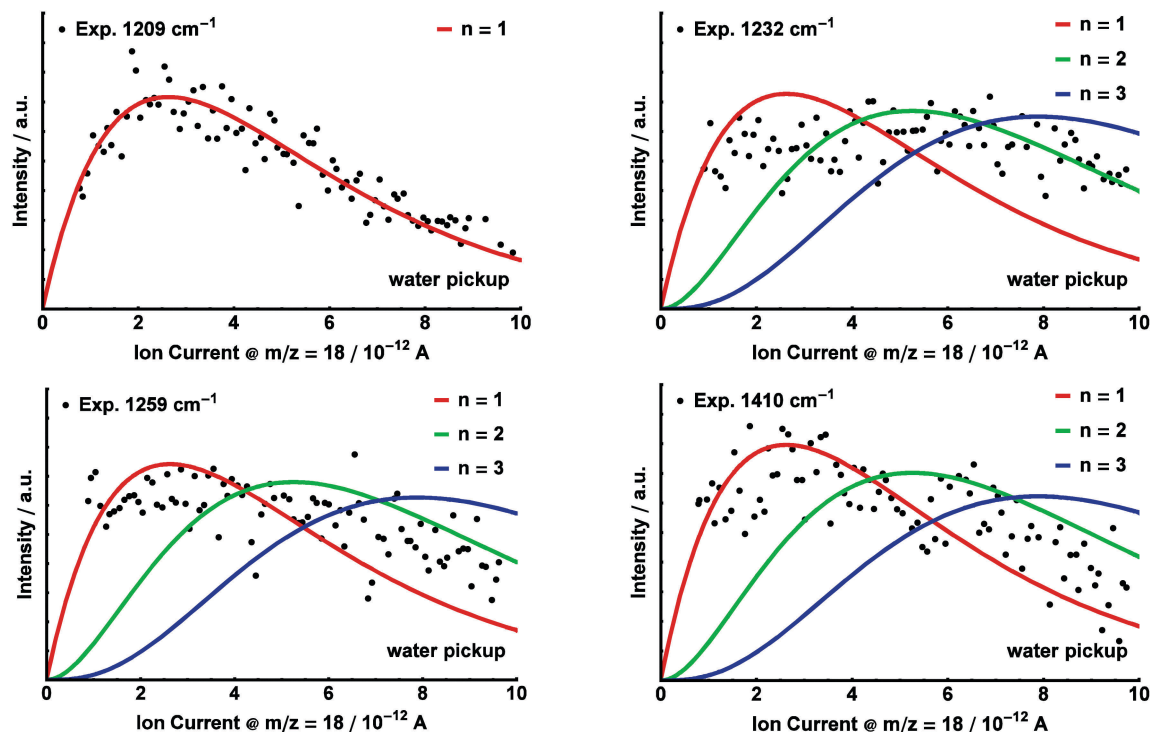 • Exp. 1209 cm⁻¹
n = 1
Intensity / a.u.
water pickup
0 2 4 6 8 10
Ion Current @ m/z = 18 / 10⁻¹² A
• Exp. 1232 cm⁻¹
n = 1
n = 2
n = 3
Intensity / a.u.
water pickup
0 2 4 6 8 10
Ion Current @ m/z = 18 / 10⁻¹² A
• Exp. 1259 cm⁻¹
n = 1
n = 2
n = 3
Intensity / a.u.
water pickup
0 2 4 6 8 10
Ion Current @ m/z = 18 / 10⁻¹² A
• Exp. 1410 cm⁻¹
n = 1
n = 2
n = 3
Intensity / a.u.
water pickup
0 2 4 6 8 10
Ion Current @ m/z = 18 / 10⁻¹² A